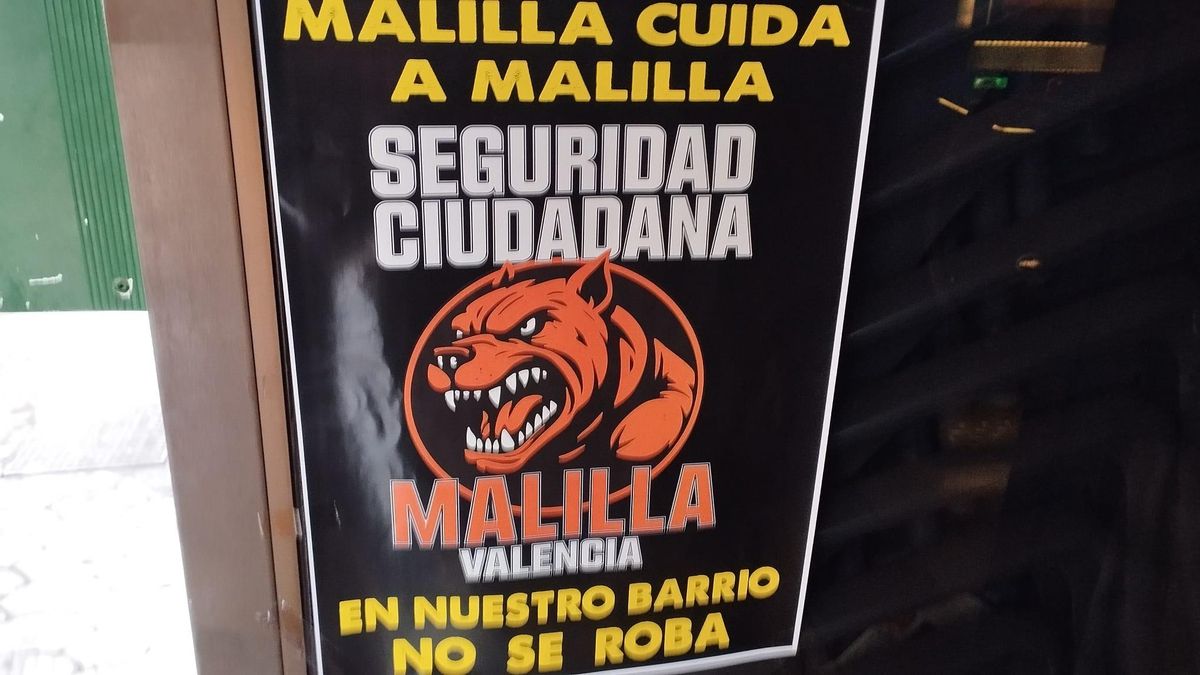 MALILLA CUIDA
A MALILLA
SEGURIDAD
CIUDADANA
MALILLA
VALENCIA
EN NUESTRO BARRIO
NO SE ROBA